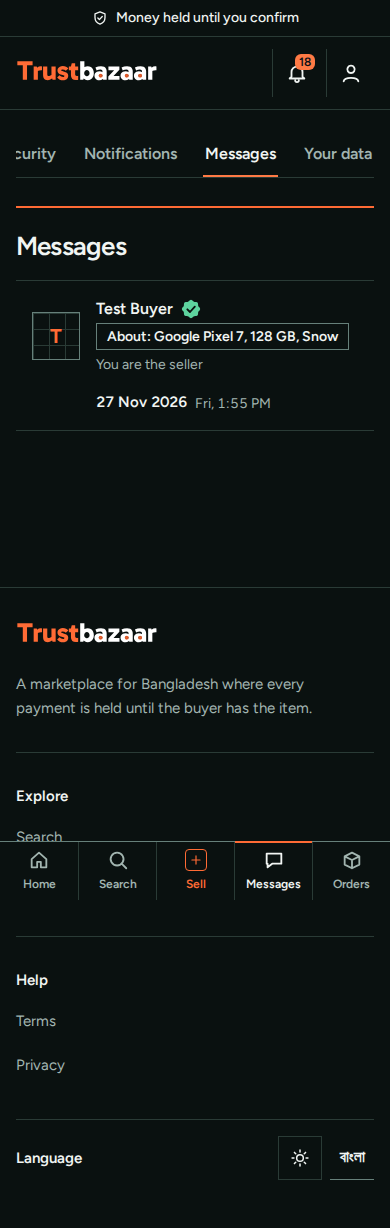 Money held until you confirm
Trustbazaar
18
curity Notifications Messages Your data
Messages
Test Buyer
T
About: Google Pixel 7, 128 GB, Snow
You are the seller
27 Nov 2026 Fri, 1:55 PM
Trustbazaar
A marketplace for Bangladesh where every
payment is held until the buyer has the item.
Explore
Search
Home Search Sell Messages Orders
Help
Terms
Privacy
Language বাংলা